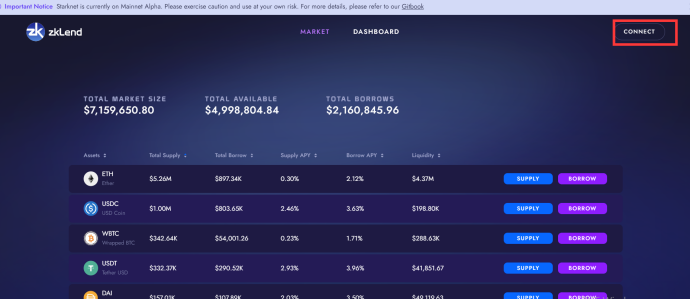 Important Notice Starknet is currently on Mainnet Alpha. Please exercise caution and use at your own risk. For more details, please refer to our Gitbook
zk zkLend MARKET DASHBOARD CONNECT
TOTAL MARKET SIZE TOTAL AVAILABLE TOTAL BORROWS
$7,159,650.80 $4,998,804.84 $2,160,845.96
Assets Total Supply Total Borrow Supply APY Borrow APY Liquidity
ETH
Ether $5.26M $897.34K 0.30% 2.12% $4.37M SUPPLY BORROW
USDC
USD Coin $1.00M $803.65K 2.46% 3.63% $198.80K SUPPLY BORROW
WBTC
Wrapped BTC $342.64K $54,001.26 0.23% 1.71% $288.63K SUPPLY BORROW
USDT
Tether USD $332.37K $290.52K 2.93% 3.96% $41,851.67 SUPPLY BORROW
DAI
$157.01K $107.89K 2.03% 3.50% $49,119.63 SUPPLY BORROW